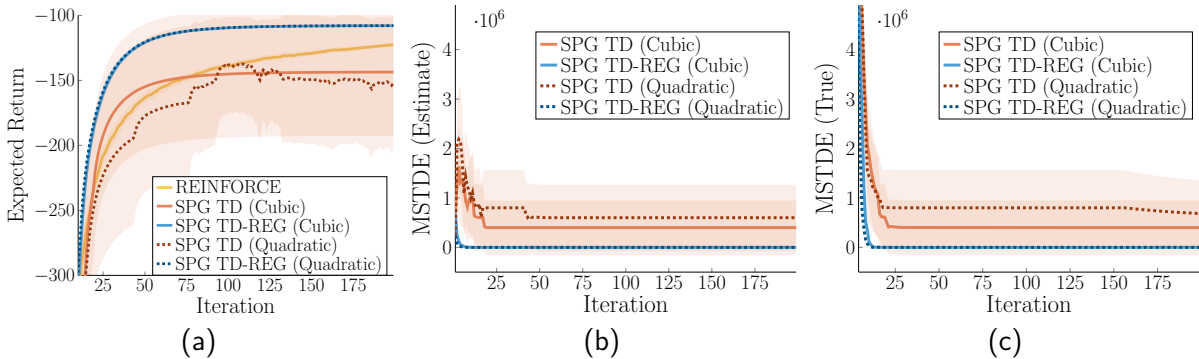 −100
−150
−200
−250
−300
Expected Return
REINFORCE
SPG TD (Cubic)
SPG TD-REG (Cubic)
SPG TD (Quadratic)
SPG TD-REG (Quadratic)
25 50 75 100 125 150 175
Iteration
(a)
·10⁶
4
3
2
1
0
MSTDE (Estimate)
SPG TD (Cubic)
SPG TD-REG (Cubic)
SPG TD (Quadratic)
SPG TD-REG (Quadratic)
25 50 75 100 125 150 175
Iteration
(b)
·10⁶
4
3
2
1
0
MSTDE (True)
SPG TD (Cubic)
SPG TD-REG (Cubic)
SPG TD (Quadratic)
SPG TD-REG (Quadratic)
25 50 75 100 125 150 175
Iteration
(c)